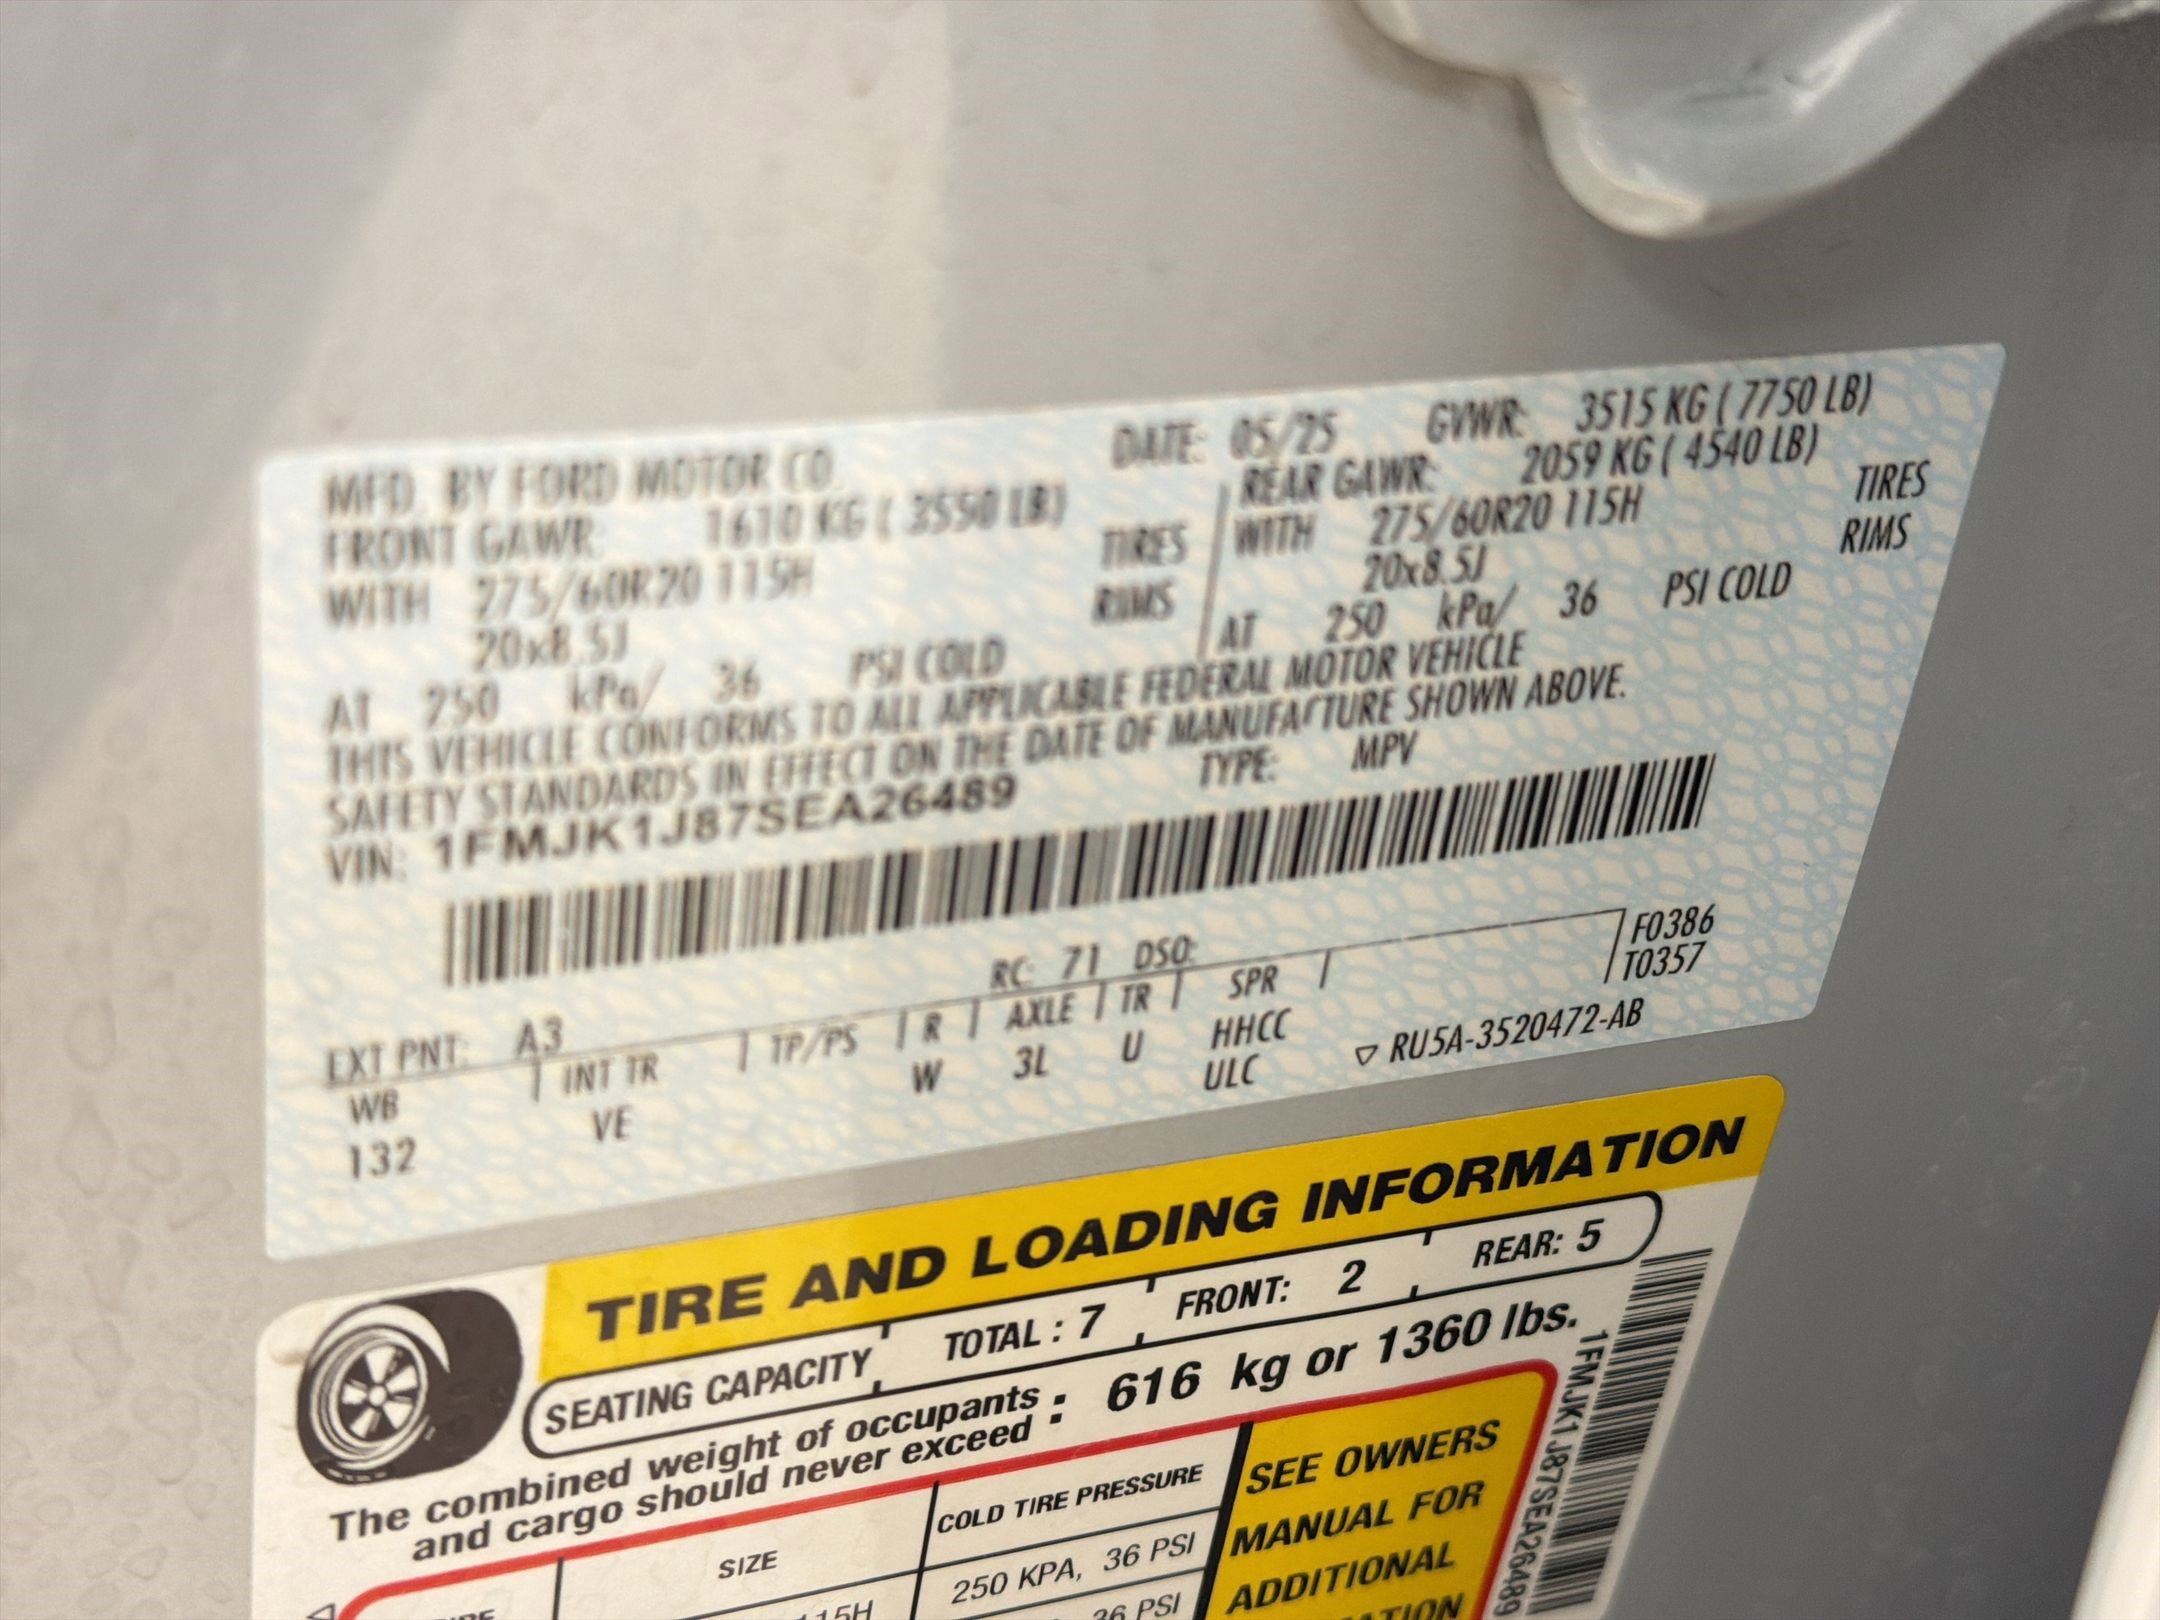 MFD. BY FORD MOTOR CO. DATE: 05/25 GVWR: 3515 KG ( 7750 LB)
FRONT GAWR: 1610 KG ( 3550 LB) REAR GAWR: 2059 KG ( 4540 LB)
WITH 275/60R20 115H TIRES WITH 275/60R20 115H TIRES
20x8.5J RIMS 20x8.5J RIMS
AT 250 kPa/ 36 PSI COLD AT 250 kPa/ 36 PSI COLD
THIS VEHICLE CONFORMS TO ALL APPLICABLE FEDERAL MOTOR VEHICLE
SAFETY STANDARDS IN EFFECT ON THE DATE OF MANUFACTURE SHOWN ABOVE.
VIN: 1FMJK1J87SEA26489 TYPE: MPV
F0386
T0357
EXT PNT: A3 RC: 71 DSO:
WB INT TR TP/PS R AXLE TR SPR
132 VE W 3L U HHCC
ULC
▽ RU5A-3520472-AB
TIRE AND LOADING INFORMATION
SEATING CAPACITY TOTAL : 7 FRONT: 2 REAR: 5
The combined weight of occupants
and cargo should never exceed : 616 kg or 1360 lbs.
SIZE COLD TIRE PRESSURE
15H 250 KPA, 36 PSI
36 PSI
SEE OWNERS
MANUAL FOR
ADDITIONAL
1FMJK1J87SEA26489